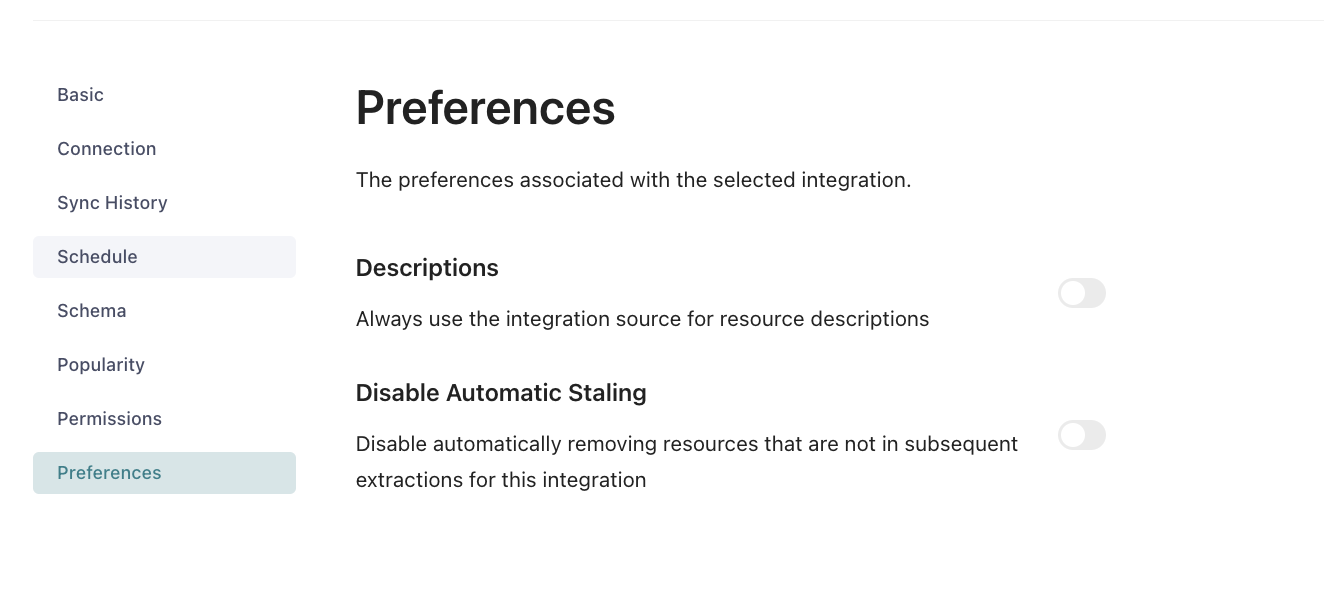 Basic
Connection
Sync History
Schedule
Schema
Popularity
Permissions
Preferences
Preferences
The preferences associated with the selected integration.
Descriptions
Always use the integration source for resource descriptions
Disable Automatic Staling
Disable automatically removing resources that are not in subsequent
extractions for this integration